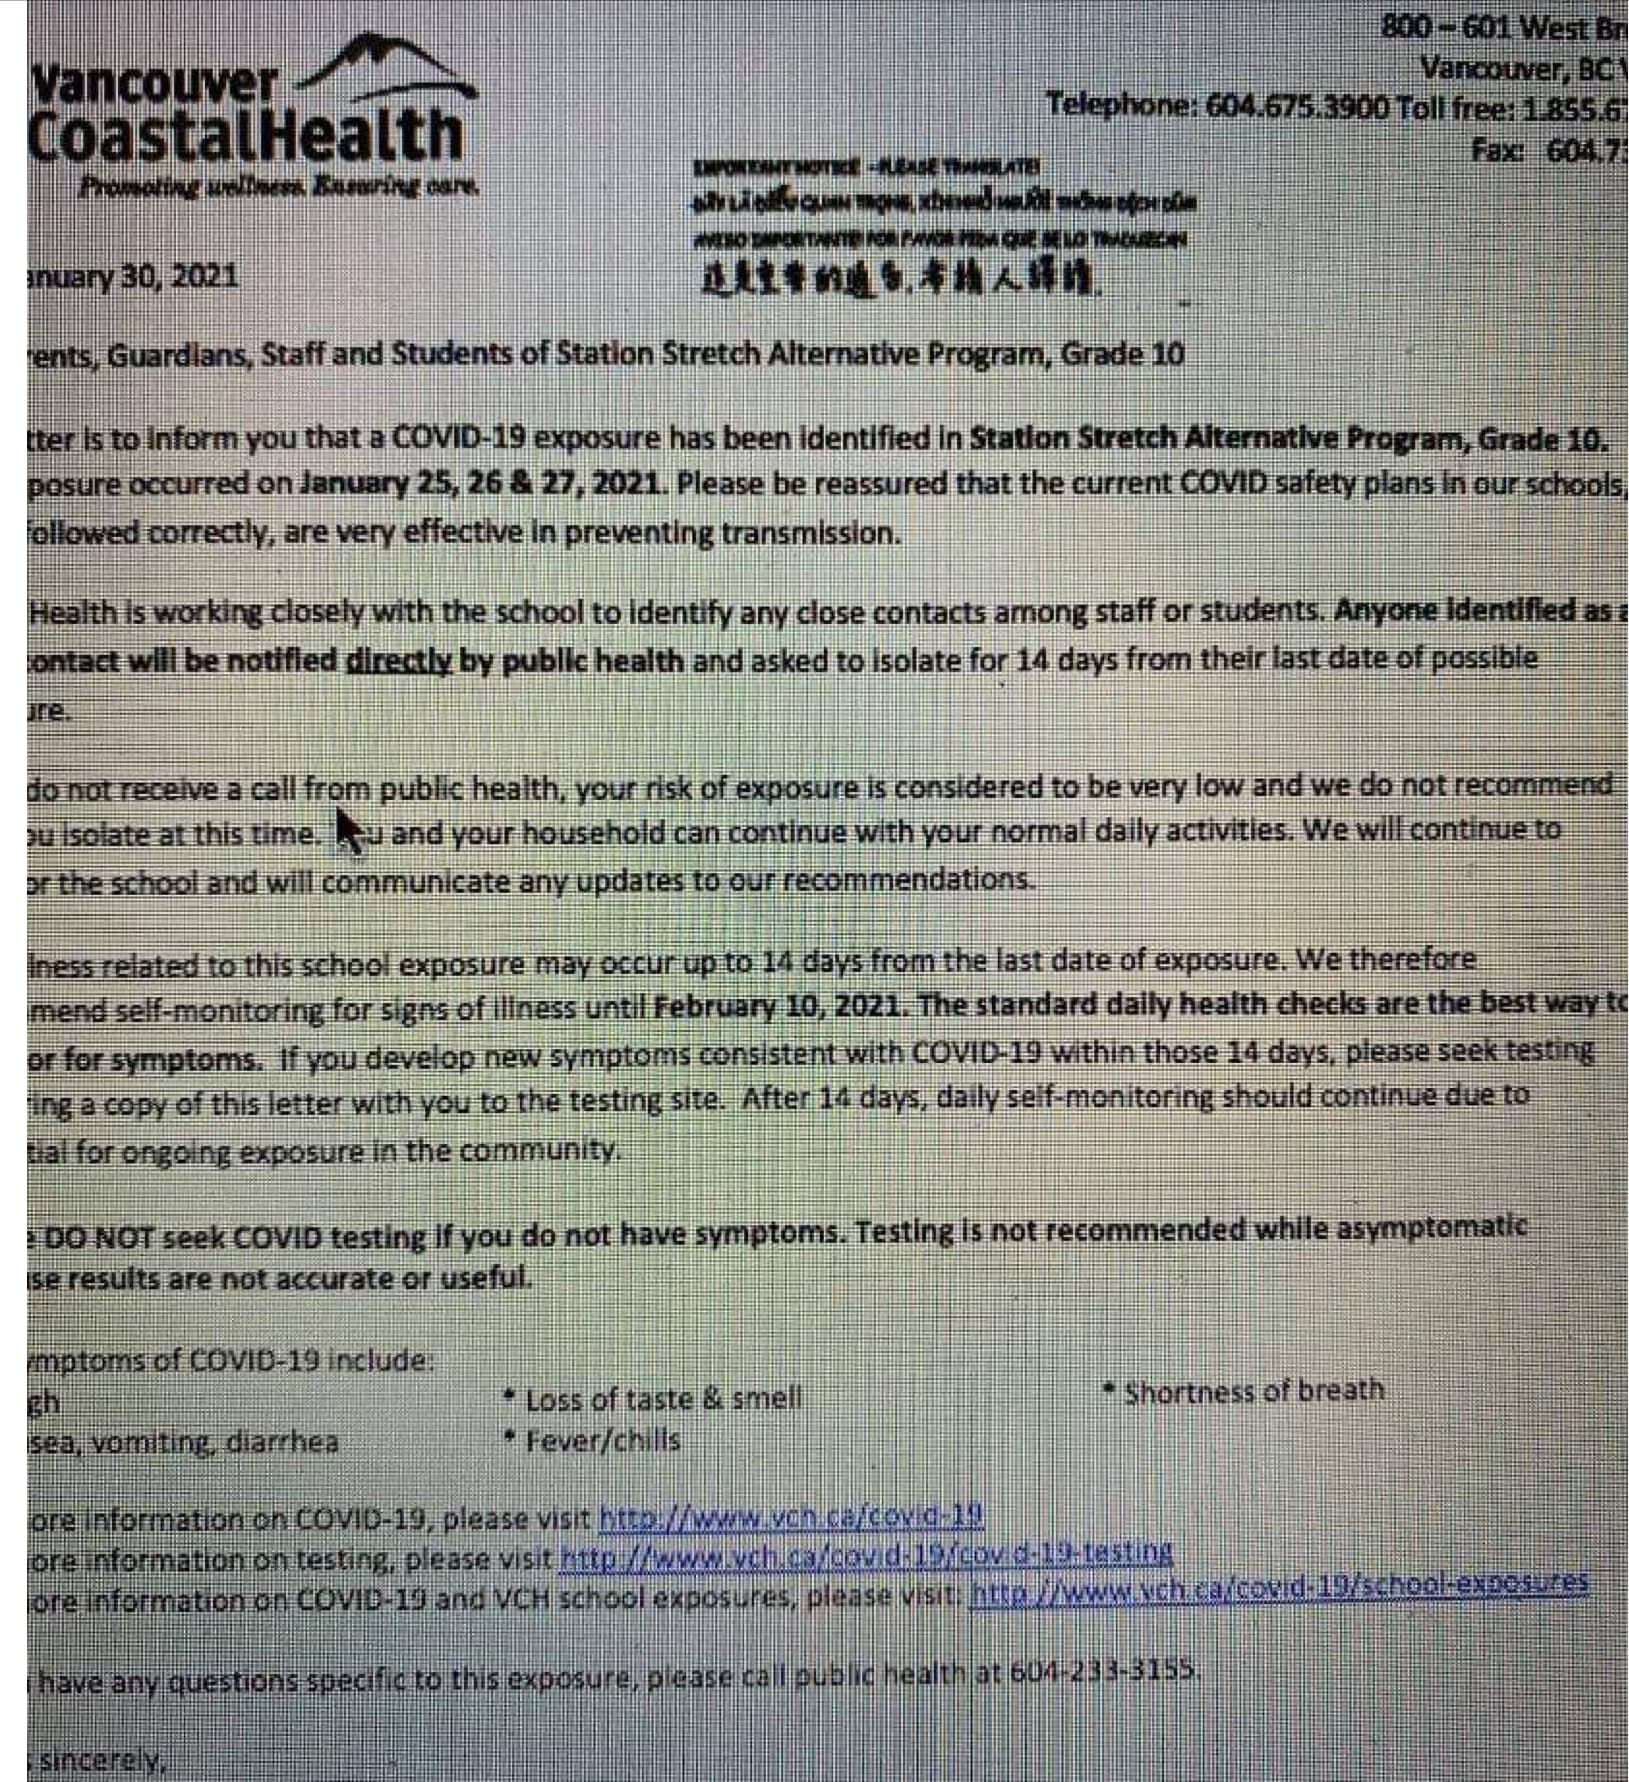 800 – 601 West Br
Vancouver
CoastalHealth
Promoting wellness. Ensuring care.
Vancouver, BC V
Telephone: 604.675.3900 Toll free: 1.855.6
Fax: 604.7
IMPORTANT NOTICE - PLEASE TRANSLATE!
AVISO IMPORTANTE POR FAVOR PIDA QUE SE LO TRADUZCAN
anuary 30, 2021
rents, Guardians, Staff and Students of Station Stretch Alternative Program, Grade 10
tter is to inform you that a COVID-19 exposure has been identified in Station Stretch Alternative Program, Grade 10.
posure occurred on January 25, 26 & 27, 2021. Please be reassured that the current COVID safety plans in our schools,
followed correctly, are very effective in preventing transmission.
Health is working closely with the school to identify any close contacts among staff or students. Anyone identified as a
ontact will be notified directly by public health and asked to isolate for 14 days from their last date of possible
ure.
do not receive a call from public health, your risk of exposure is considered to be very low and we do not recommend
ou isolate at this time. You and your household can continue with your normal daily activities. We will continue to
or the school and will communicate any updates to our recommendations.
lness related to this school exposure may occur up to 14 days from the last date of exposure. We therefore
mend self-monitoring for signs of illness until February 10, 2021. The standard daily health checks are the best way to
or for symptoms. If you develop new symptoms consistent with COVID-19 within those 14 days, please seek testing
ring a copy of this letter with you to the testing site. After 14 days, daily self-monitoring should continue due to
tial for ongoing exposure in the community.
e DO NOT seek COVID testing if you do not have symptoms. Testing is not recommended while asymptomatic
use results are not accurate or useful.
ymptoms of COVID-19 include:
gh * Loss of taste & smell * Shortness of breath
sea, vomiting, diarrhea * Fever/chills
ore information on COVID-19, please visit http://www.vch.ca/covid-19
ore information on testing, please visit http://www.vch.ca/covid-19/covid-19-testing
ore information on COVID-19 and VCH school exposures, please visit: http://www.vch.ca/covid-19/school-exposures
have any questions specific to this exposure, please call public health at 604-233-3155.
s sincerely,